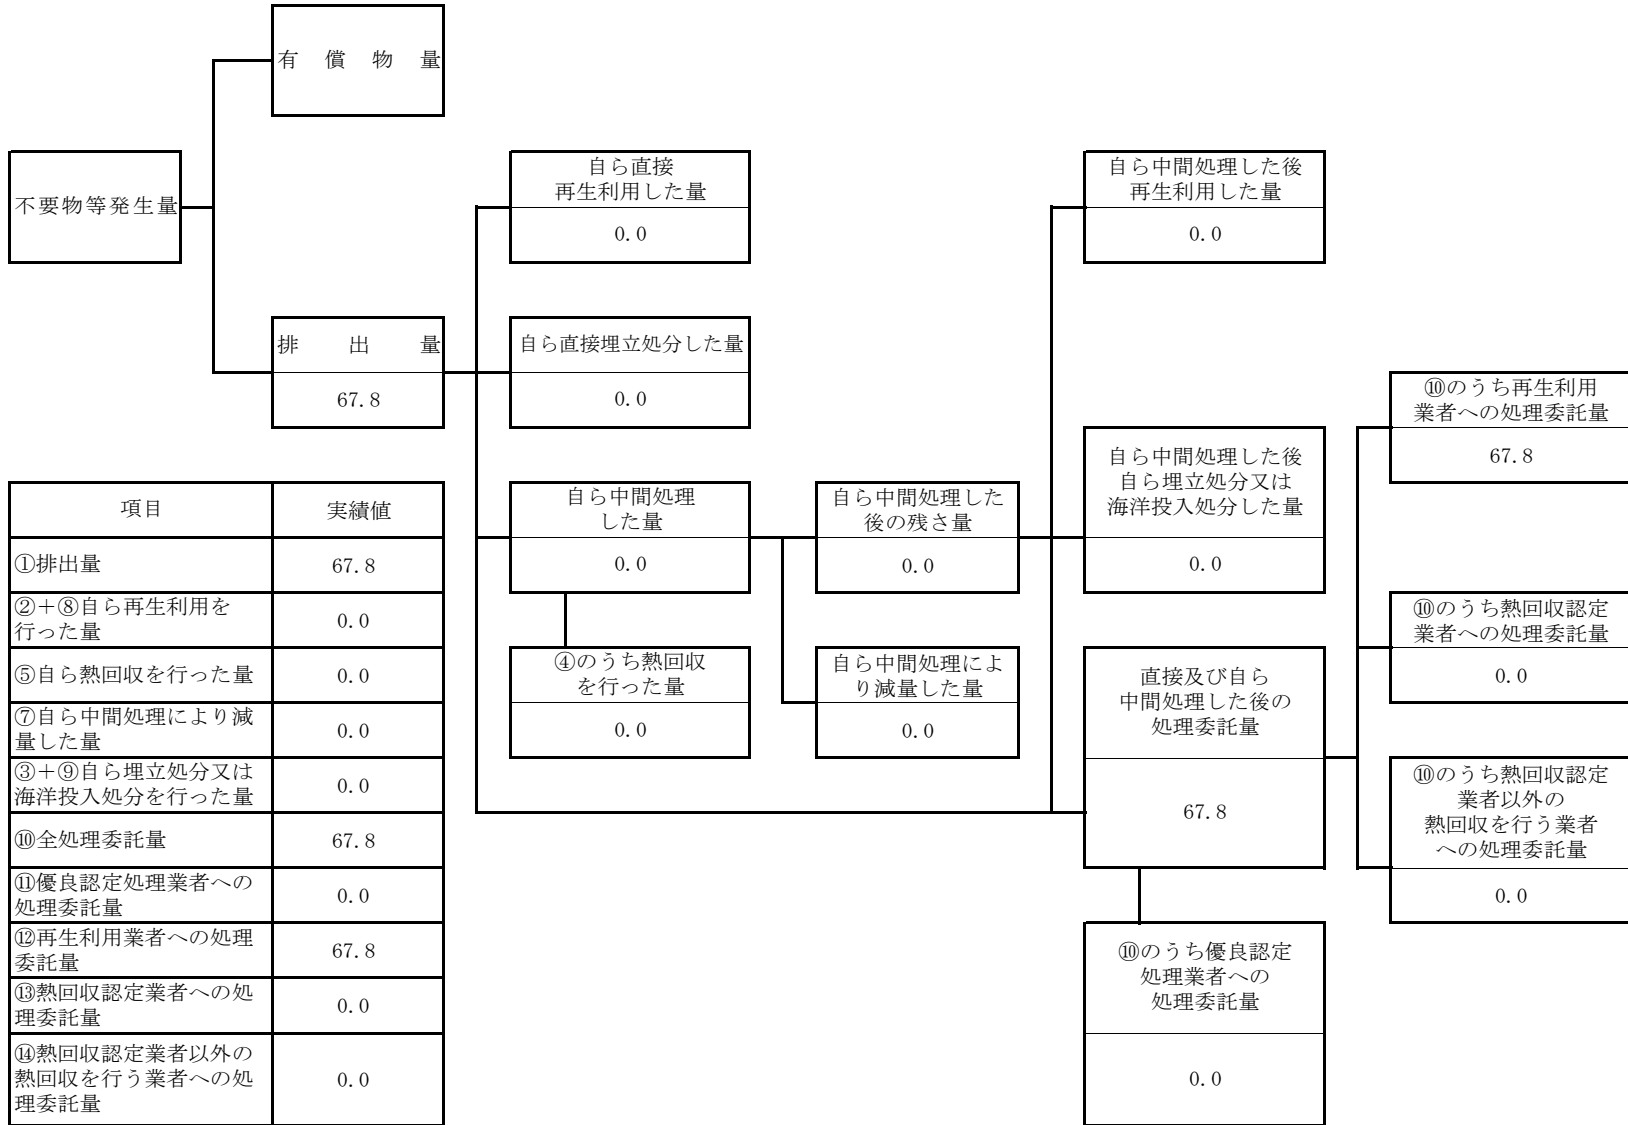 有償物量
不要物等発生量
自ら直接
再生利用した量
0.0
自ら中間処理した後
再生利用した量
0.0
排出量
67.8
自ら直接埋立処分した量
0.0
⑩のうち再生利用
業者への処理委託量
67.8
自ら中間処理
した量
0.0
自ら中間処理した
後の残さ量
0.0
自ら中間処理した後
自ら埋立処分又は
海洋投入処分した量
0.0
⑩のうち熱回収認定
業者への処理委託量
0.0
④のうち熱回収
を行った量
0.0
自ら中間処理によ
り減量した量
0.0
直接及び自ら
中間処理した後の
処理委託量
67.8
⑩のうち熱回収認定
業者以外の
熱回収を行う業者
への処理委託量
0.0
⑩のうち優良認定
処理業者への
処理委託量
0.0
項目 実績値
①排出量 67.8
②＋⑧自ら再生利用を
行った量 0.0
⑤自ら熱回収を行った量 0.0
⑦自ら中間処理により減
量した量 0.0
③＋⑨自ら埋立処分又は
海洋投入処分を行った量 0.0
⑩全処理委託量 67.8
⑪優良認定処理業者への
処理委託量 0.0
⑫再生利用業者への処理
委託量 67.8
⑬熱回収認定業者への処
理委託量 0.0
⑭熱回収認定業者以外の
熱回収を行う業者への処
理委託量 0.0